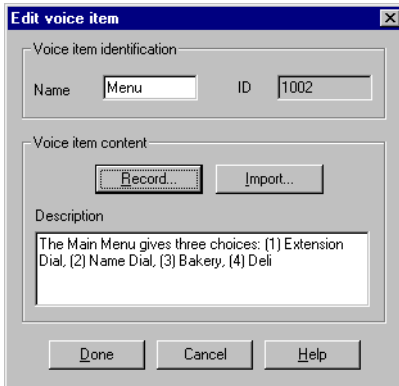 Edit voice item
Voice item identification
Name Menu ID 1002
Voice item content
Record... Import...
Description
The Main Menu gives three choices: (1) Extension
Dial, (2) Name Dial, (3) Bakery, (4) Deli
Done Cancel Help